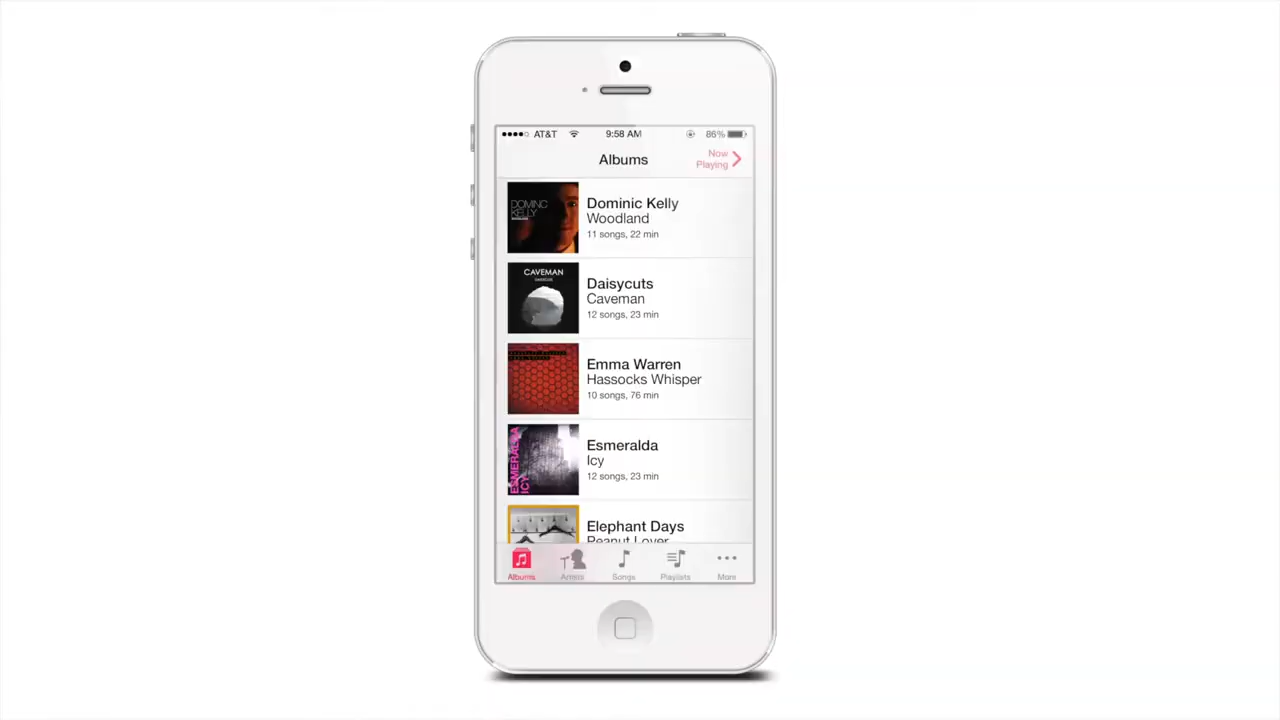 AT&T 9:58 AM 86%
Albums
Now
Playing
DOMINIC
KELLY
WOODLAND
Dominic Kelly
Woodland
11 songs, 22 min
CAVEMAN
Daisycuts
Caveman
12 songs, 23 min
Emma Warren
Hassocks Whisper
10 songs, 76 min
ESMERALDA
ICY
Esmeralda
Icy
12 songs, 23 min
Elephant Days
Peanut Lover
Albums Artists Songs Playlists More